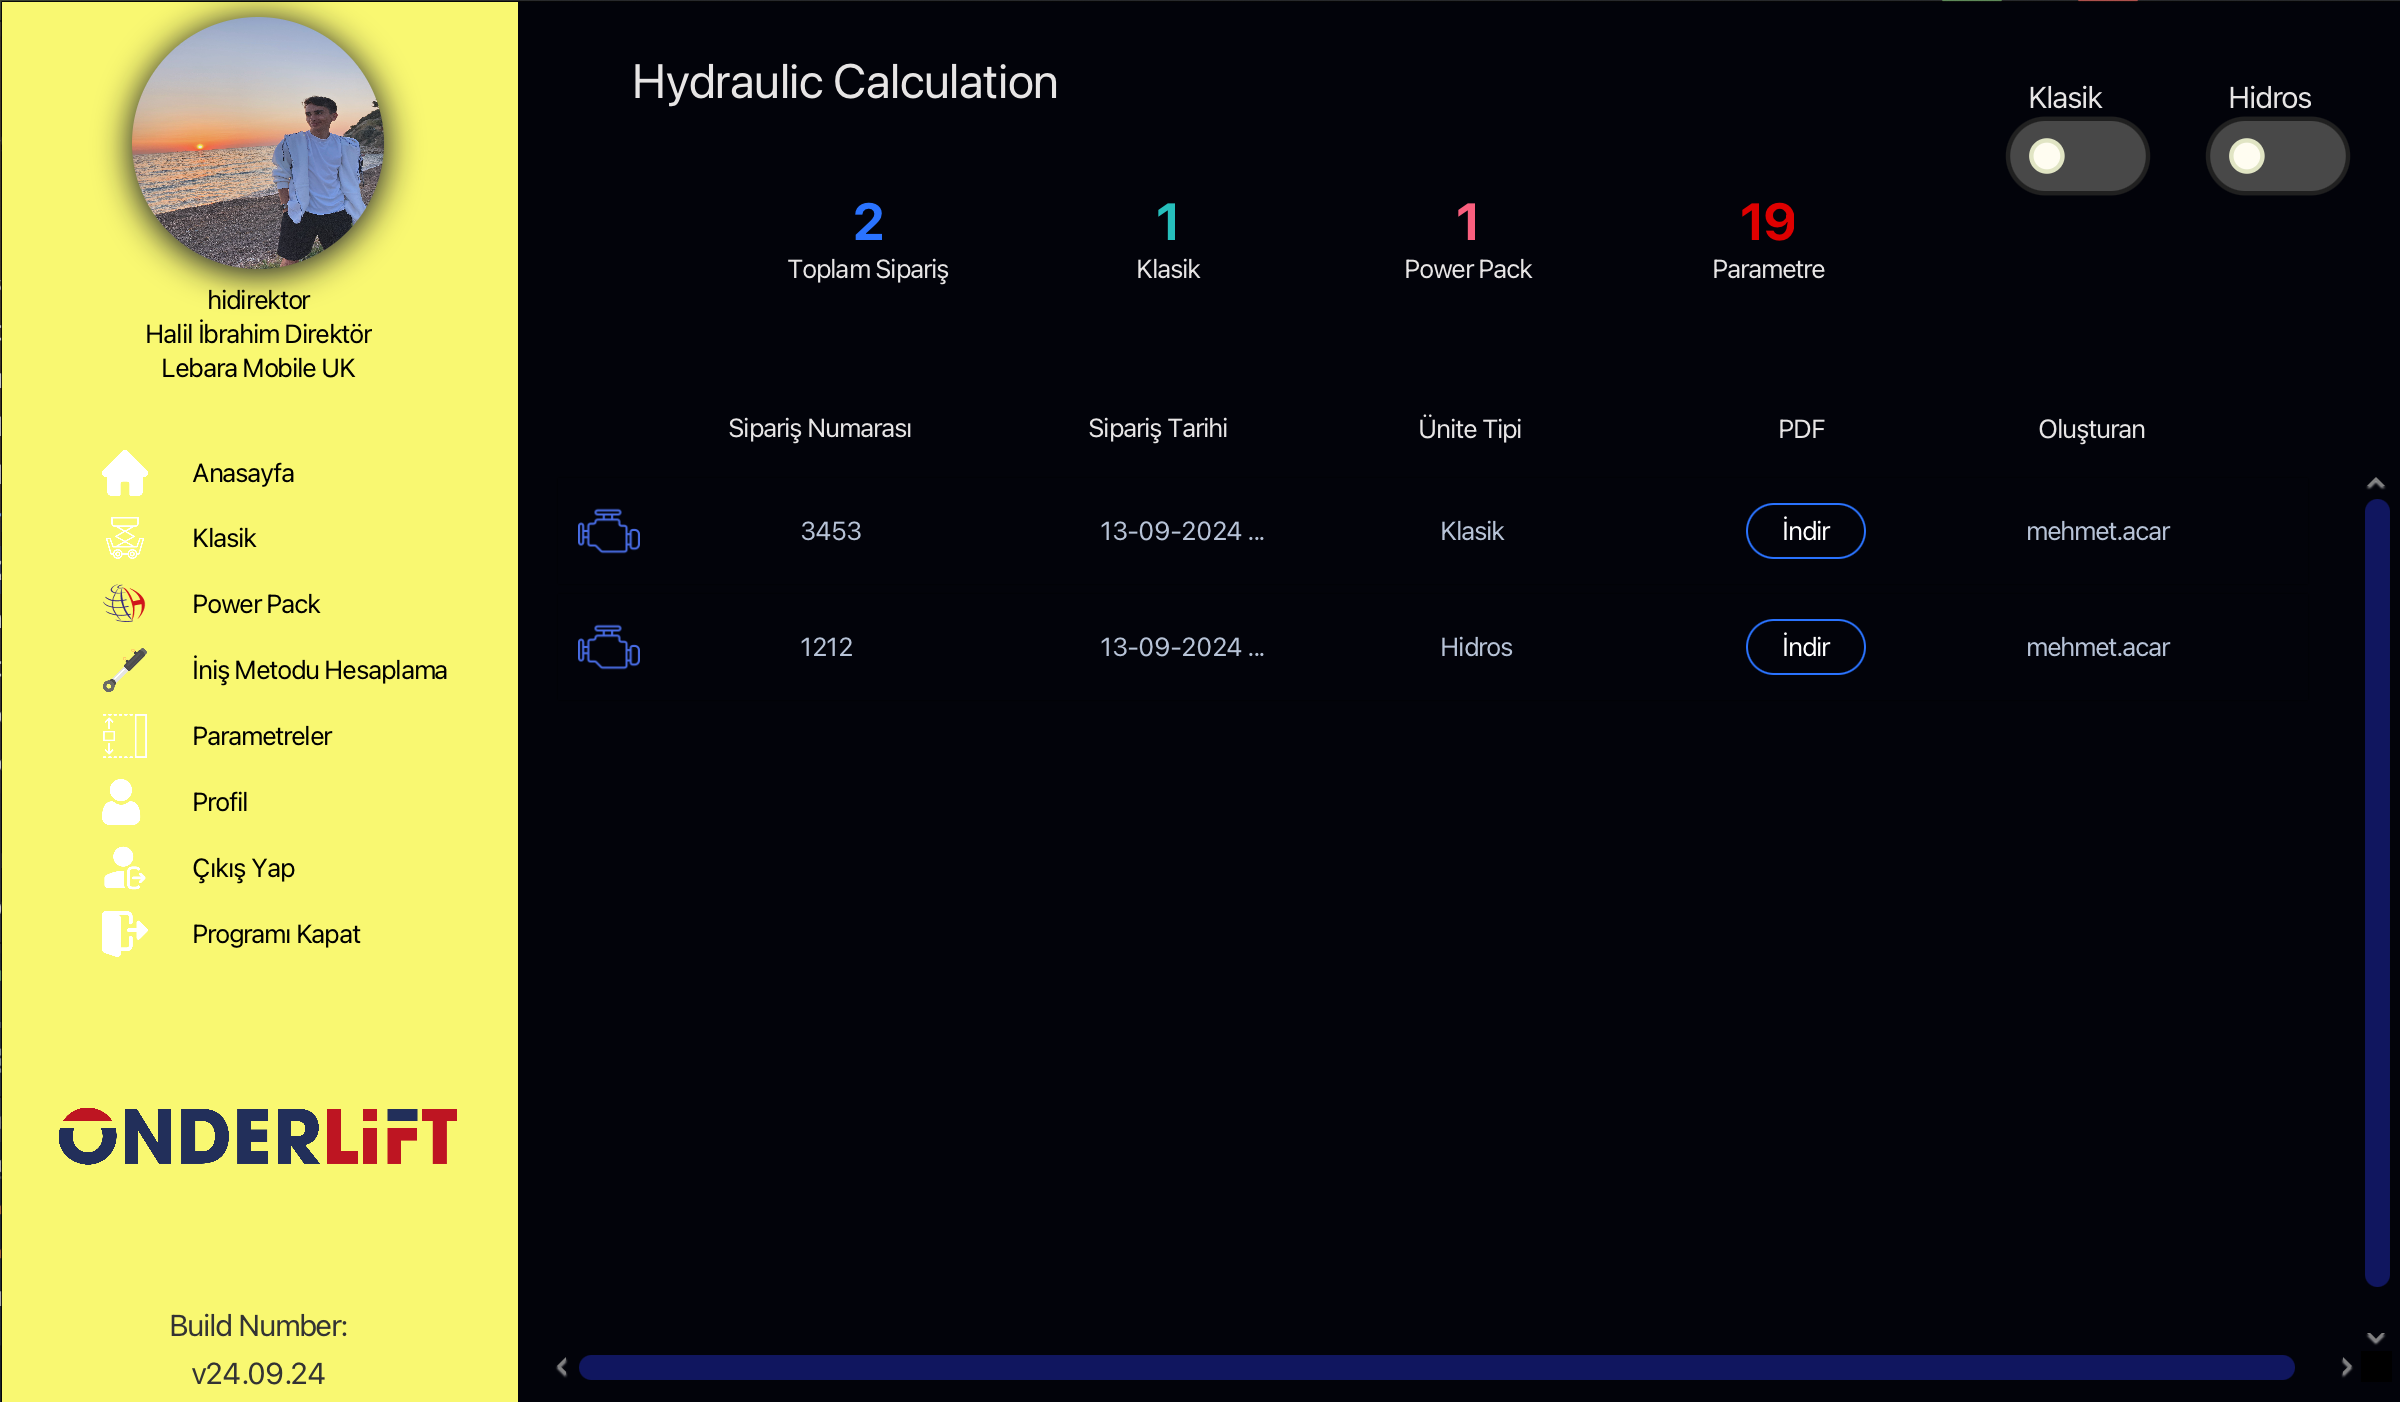 hidirektor
Halil İbrahim Direktör
Lebara Mobile UK
Anasayfa
Klasik
Power Pack
İniş Metodu Hesaplama
Parametreler
Profil
Çıkış Yap
Programı Kapat
ONDERLiFT
Build Number:
v24.09.24
Hydraulic Calculation
Klasik Hidros
2 1 1 19
Toplam Sipariş Klasik Power Pack Parametre
Sipariş Numarası Sipariş Tarihi Ünite Tipi PDF Oluşturan
3453 13-09-2024 ... Klasik İndir mehmet.acar
1212 13-09-2024 ... Hidros İndir mehmet.acar